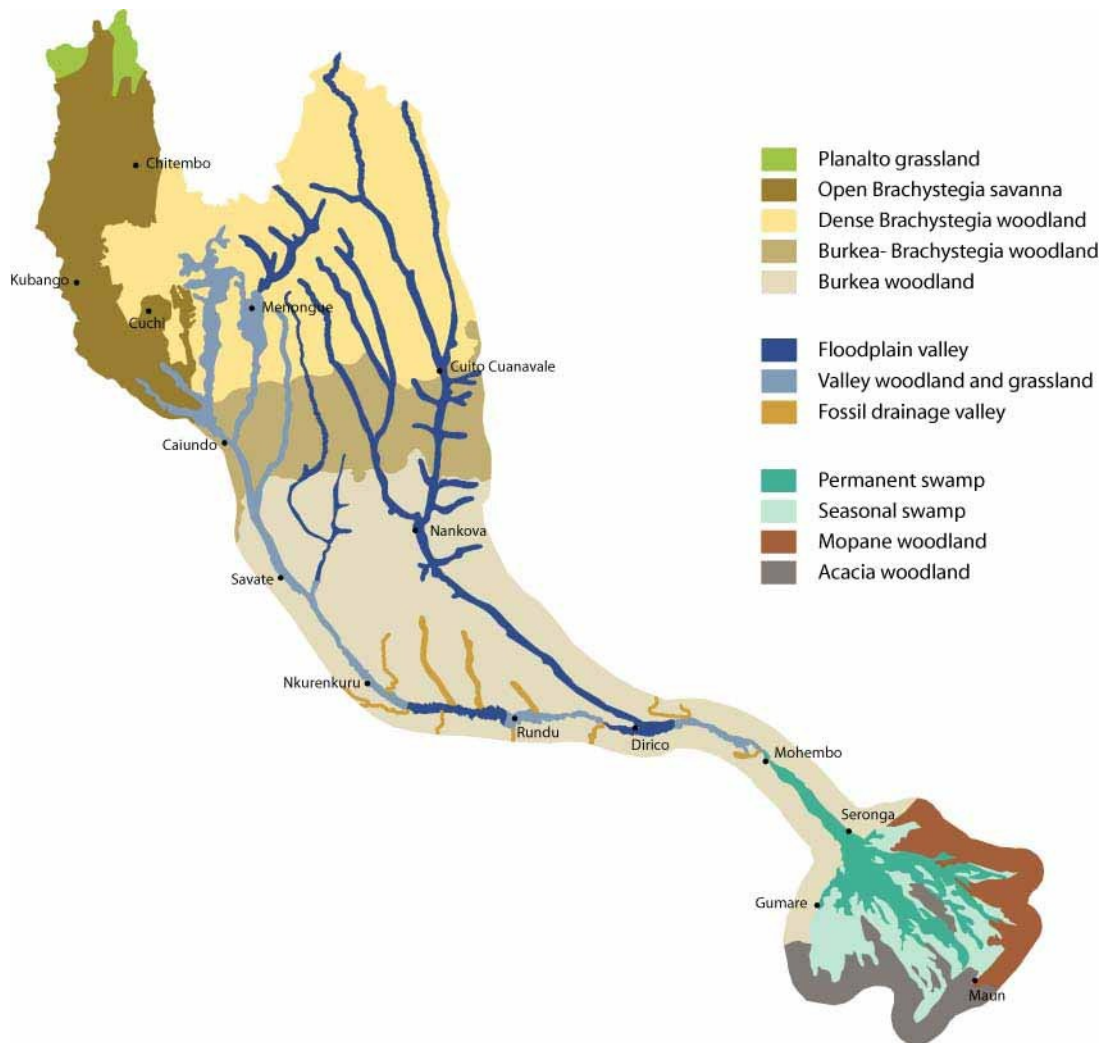 Chitembo
Kubango
Cuchi
Menongue
Cuito Cuanavale
Caiundo
Nankova
Savate
Nkurenkuru
Rundu
Dirico
Mohembo
Seronga
Gumare
Maun
Planalto grassland
Open Brachystegia savanna
Dense Brachystegia woodland
Burkea- Brachystegia woodland
Burkea woodland
Floodplain valley
Valley woodland and grassland
Fossil drainage valley
Permanent swamp
Seasonal swamp
Mopane woodland
Acacia woodland